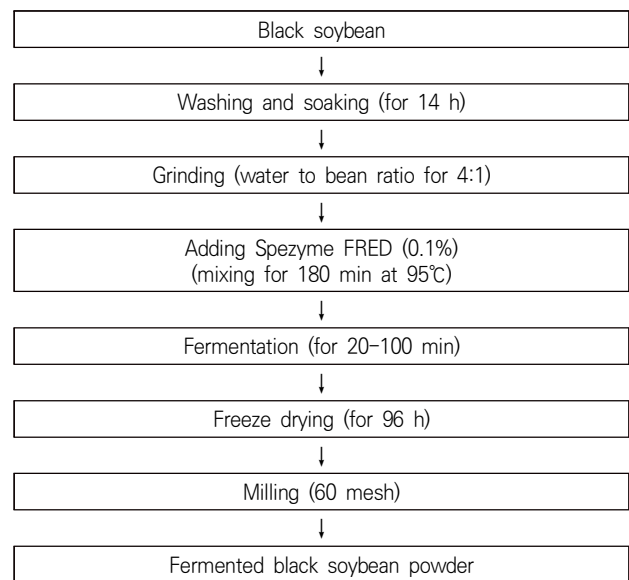 Black soybean
↓
Washing and soaking (for 14 h)
↓
Grinding (water to bean ratio for 4:1)
↓
Adding Spezyme FRED (0.1%)
(mixing for 180 min at 95℃)
↓
Fermentation (for 20-100 min)
↓
Freeze drying (for 96 h)
↓
Milling (60 mesh)
↓
Fermented black soybean powder